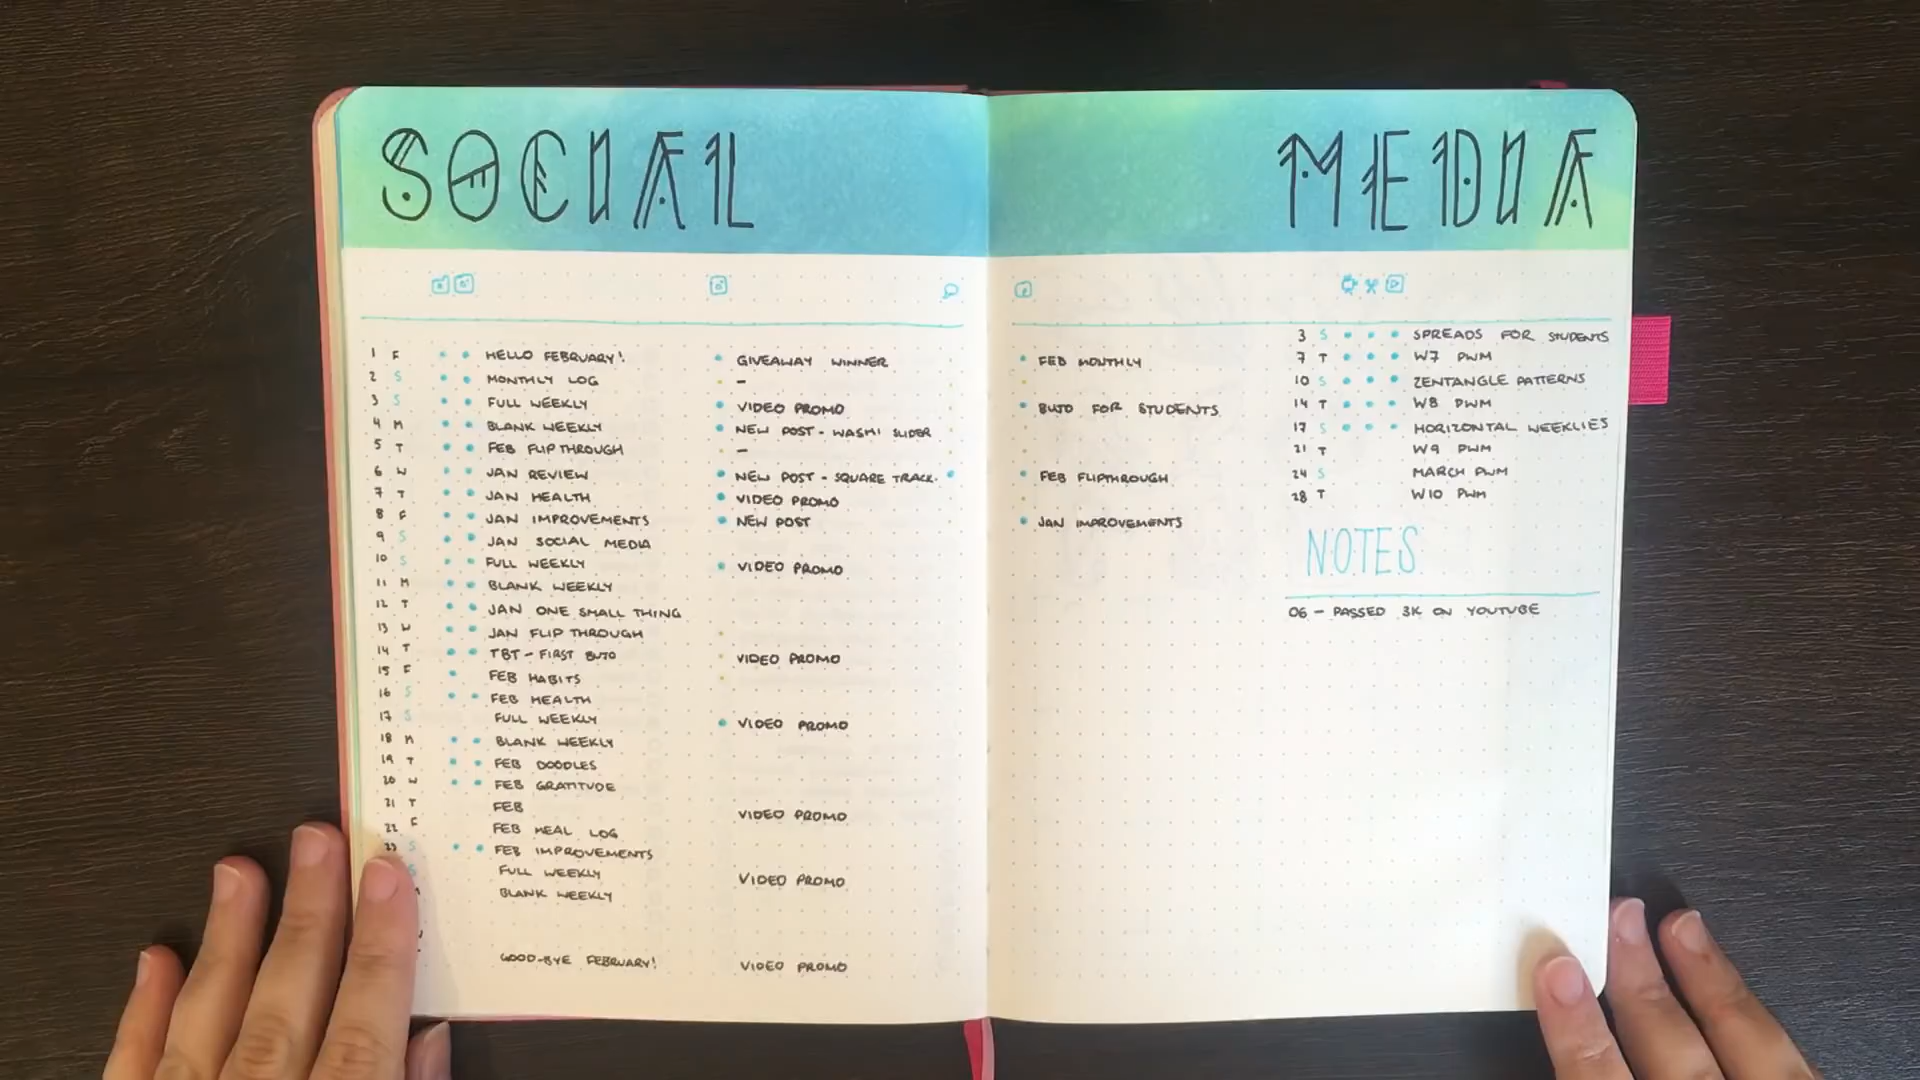 SOCIAL
1 F HELLO FEBRUARY! GIVEAWAY WINNER
2 S MONTHLY LOG –
3 S FULL WEEKLY VIDEO PROMO
4 M BLANK WEEKLY NEW POST - WASHI SLIDER
5 T FEB FLIP THROUGH –
6 W JAN REVIEW NEW POST - SQUARE TRACK.
7 T JAN HEALTH VIDEO PROMO
8 F JAN IMPROVEMENTS NEW POST
9 S JAN SOCIAL MEDIA
10 S FULL WEEKLY VIDEO PROMO
11 M BLANK WEEKLY
12 T JAN ONE SMALL THING
13 W JAN FLIP THROUGH
14 T TBT - FIRST BUJO VIDEO PROMO
15 F FEB HABITS
16 S FEB HEALTH
17 S FULL WEEKLY VIDEO PROMO
18 M BLANK WEEKLY
19 T FEB DOODLES
20 W FEB GRATITUDE
21 T FEB VIDEO PROMO
22 F FEB MEAL LOG
23 S FEB IMPROVEMENTS
S FULL WEEKLY VIDEO PROMO
BLANK WEEKLY
GOOD-BYE FEBRUARY! VIDEO PROMO
MEDIA
FEB MONTHLY
BUJO FOR STUDENTS
FEB FLIPTHROUGH
JAN IMPROVEMENTS
3 S SPREADS FOR STUDENTS
7 T W7 PWM
10 S ZENTANGLE PATTERNS
14 T W8 PWM
17 S HORIZONTAL WEEKLIES
21 T W9 PWM
24 S MARCH PWM
28 T W10 PWM
NOTES
06 – PASSED 3K ON YOUTUBE